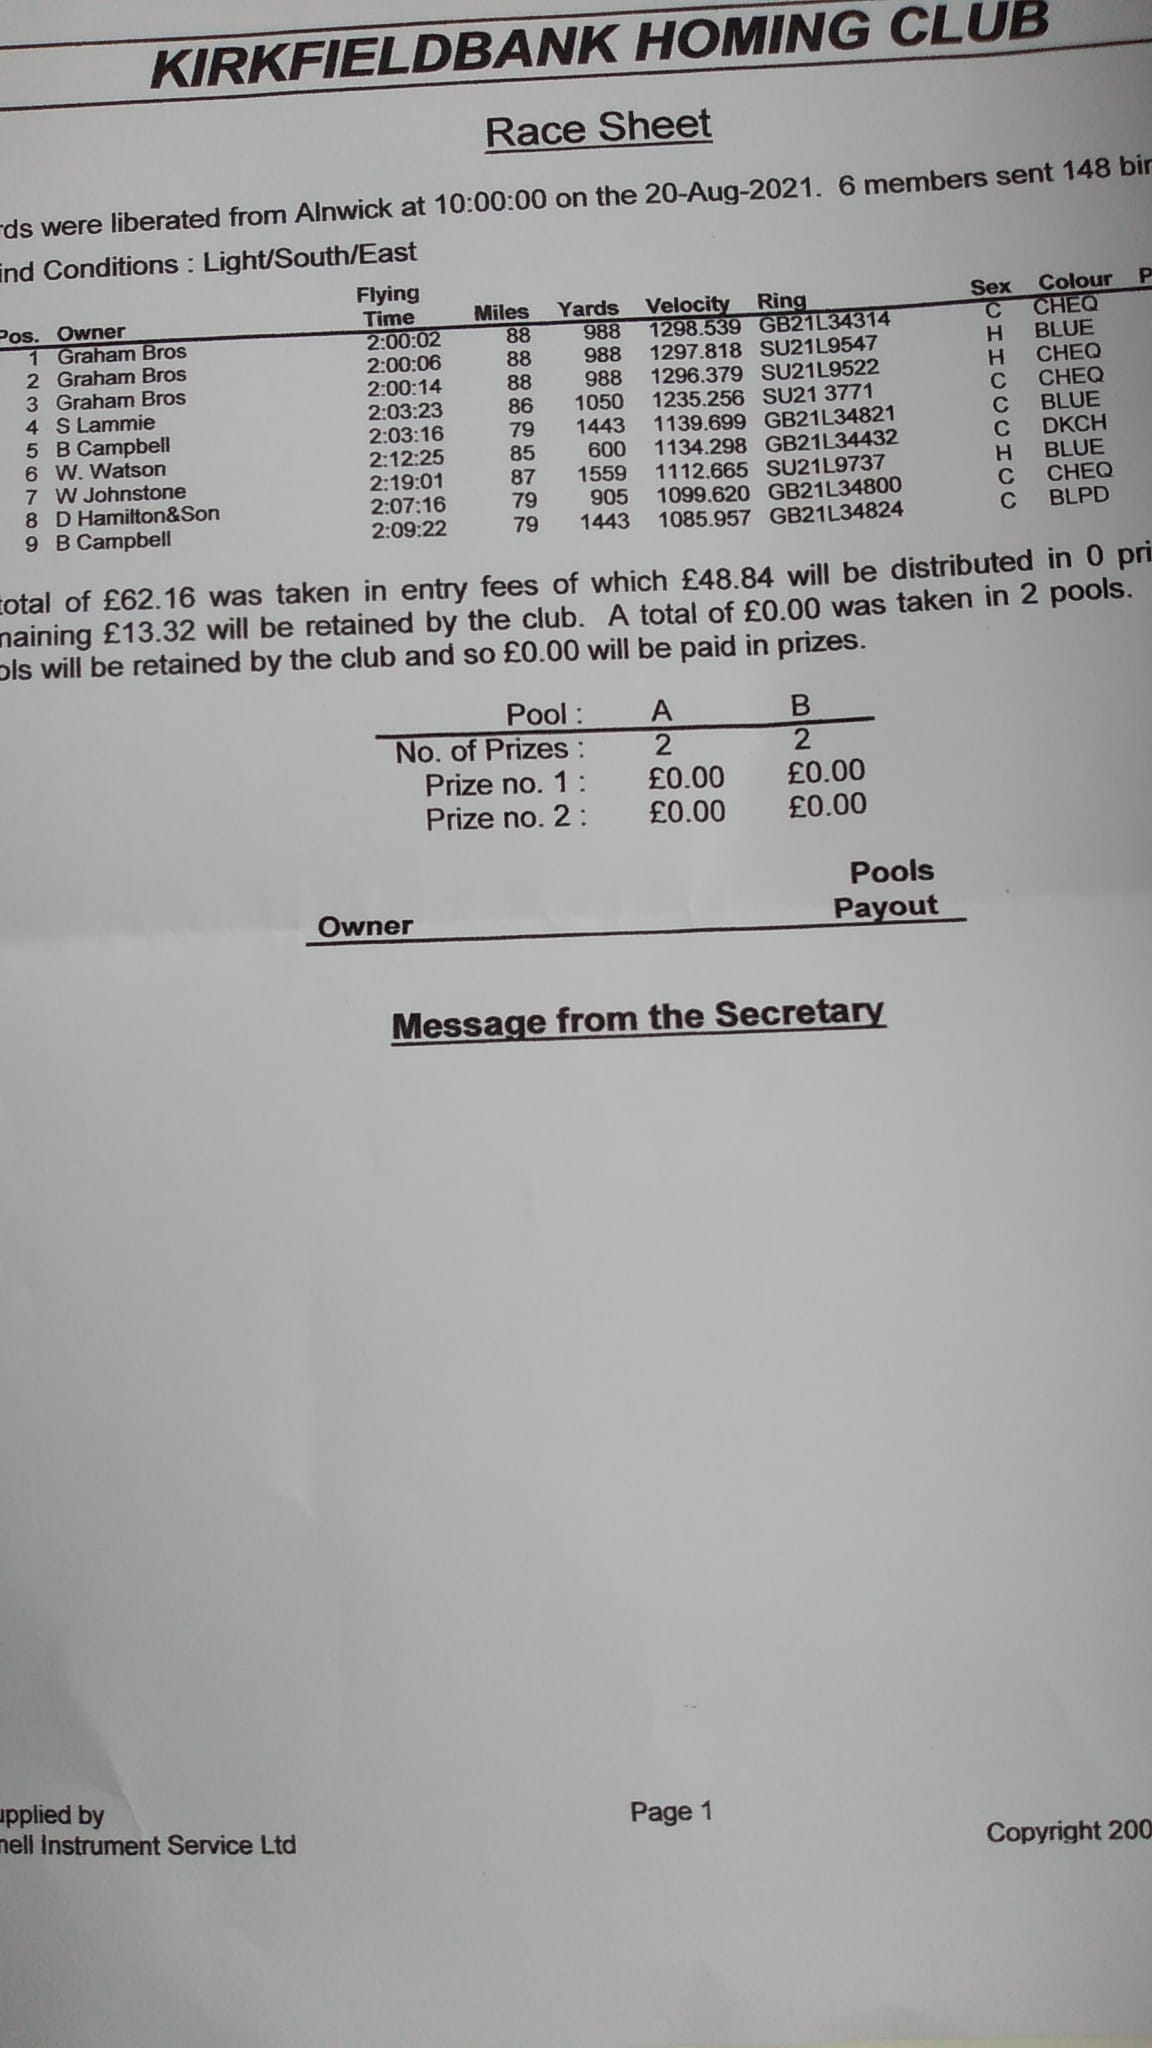 KIRKFIELDBANK HOMING CLUB
Race Sheet
rds were liberated from Alnwick at 10:00:00 on the 20-Aug-2021. 6 members sent 148 bir
ind Conditions : Light/South/East
Pos. Owner Flying Time Miles Yards Velocity Ring Sex Colour P
1 Graham Bros 2:00:02 88 988 1298.539 GB21L34314 C CHEQ
2 Graham Bros 2:00:06 88 988 1297.818 SU21L9547 H BLUE
3 Graham Bros 2:00:14 88 988 1296.379 SU21L9522 H CHEQ
4 S Lammie 2:03:23 86 1050 1235.256 SU21 3771 C CHEQ
5 B Campbell 2:03:16 79 1443 1139.699 GB21L34821 C BLUE
6 W. Watson 2:12:25 85 600 1134.298 GB21L34432 C DKCH
7 W Johnstone 2:19:01 87 1559 1112.665 SU21L9737 H BLUE
8 D Hamilton&Son 2:07:16 79 905 1099.620 GB21L34800 C CHEQ
9 B Campbell 2:09:22 79 1443 1085.957 GB21L34824 C BLPD
total of £62.16 was taken in entry fees of which £48.84 will be distributed in 0 pri
maining £13.32 will be retained by the club. A total of £0.00 was taken in 2 pools.
ols will be retained by the club and so £0.00 will be paid in prizes.
Pool : A B
No. of Prizes : 2 2
Prize no. 1 : £0.00 £0.00
Prize no. 2 : £0.00 £0.00
Owner Pools Payout
Message from the Secretary
upplied by
nell Instrument Service Ltd
Page 1
Copyright 200